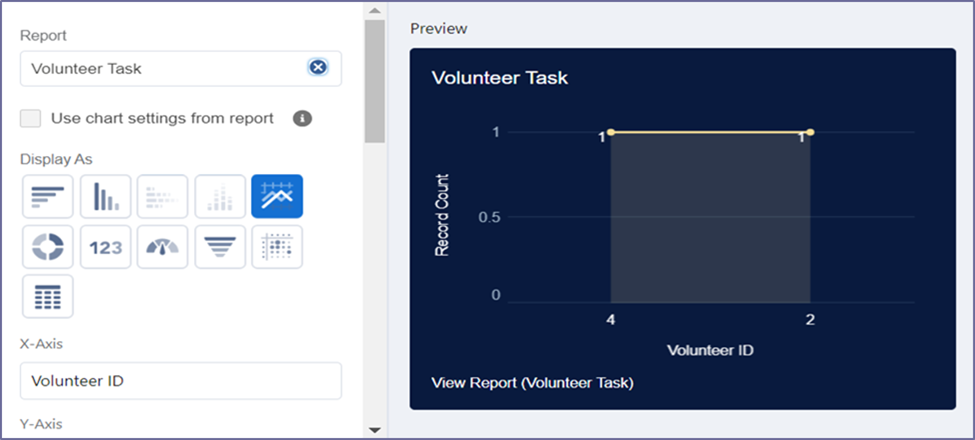 Report
Volunteer Task
Use chart settings from report
Display As
123
X-Axis
Volunteer ID
Y-Axis
Preview
Volunteer Task
1
0.5
0
Record Count
1
1
4
2
Volunteer ID
View Report (Volunteer Task)